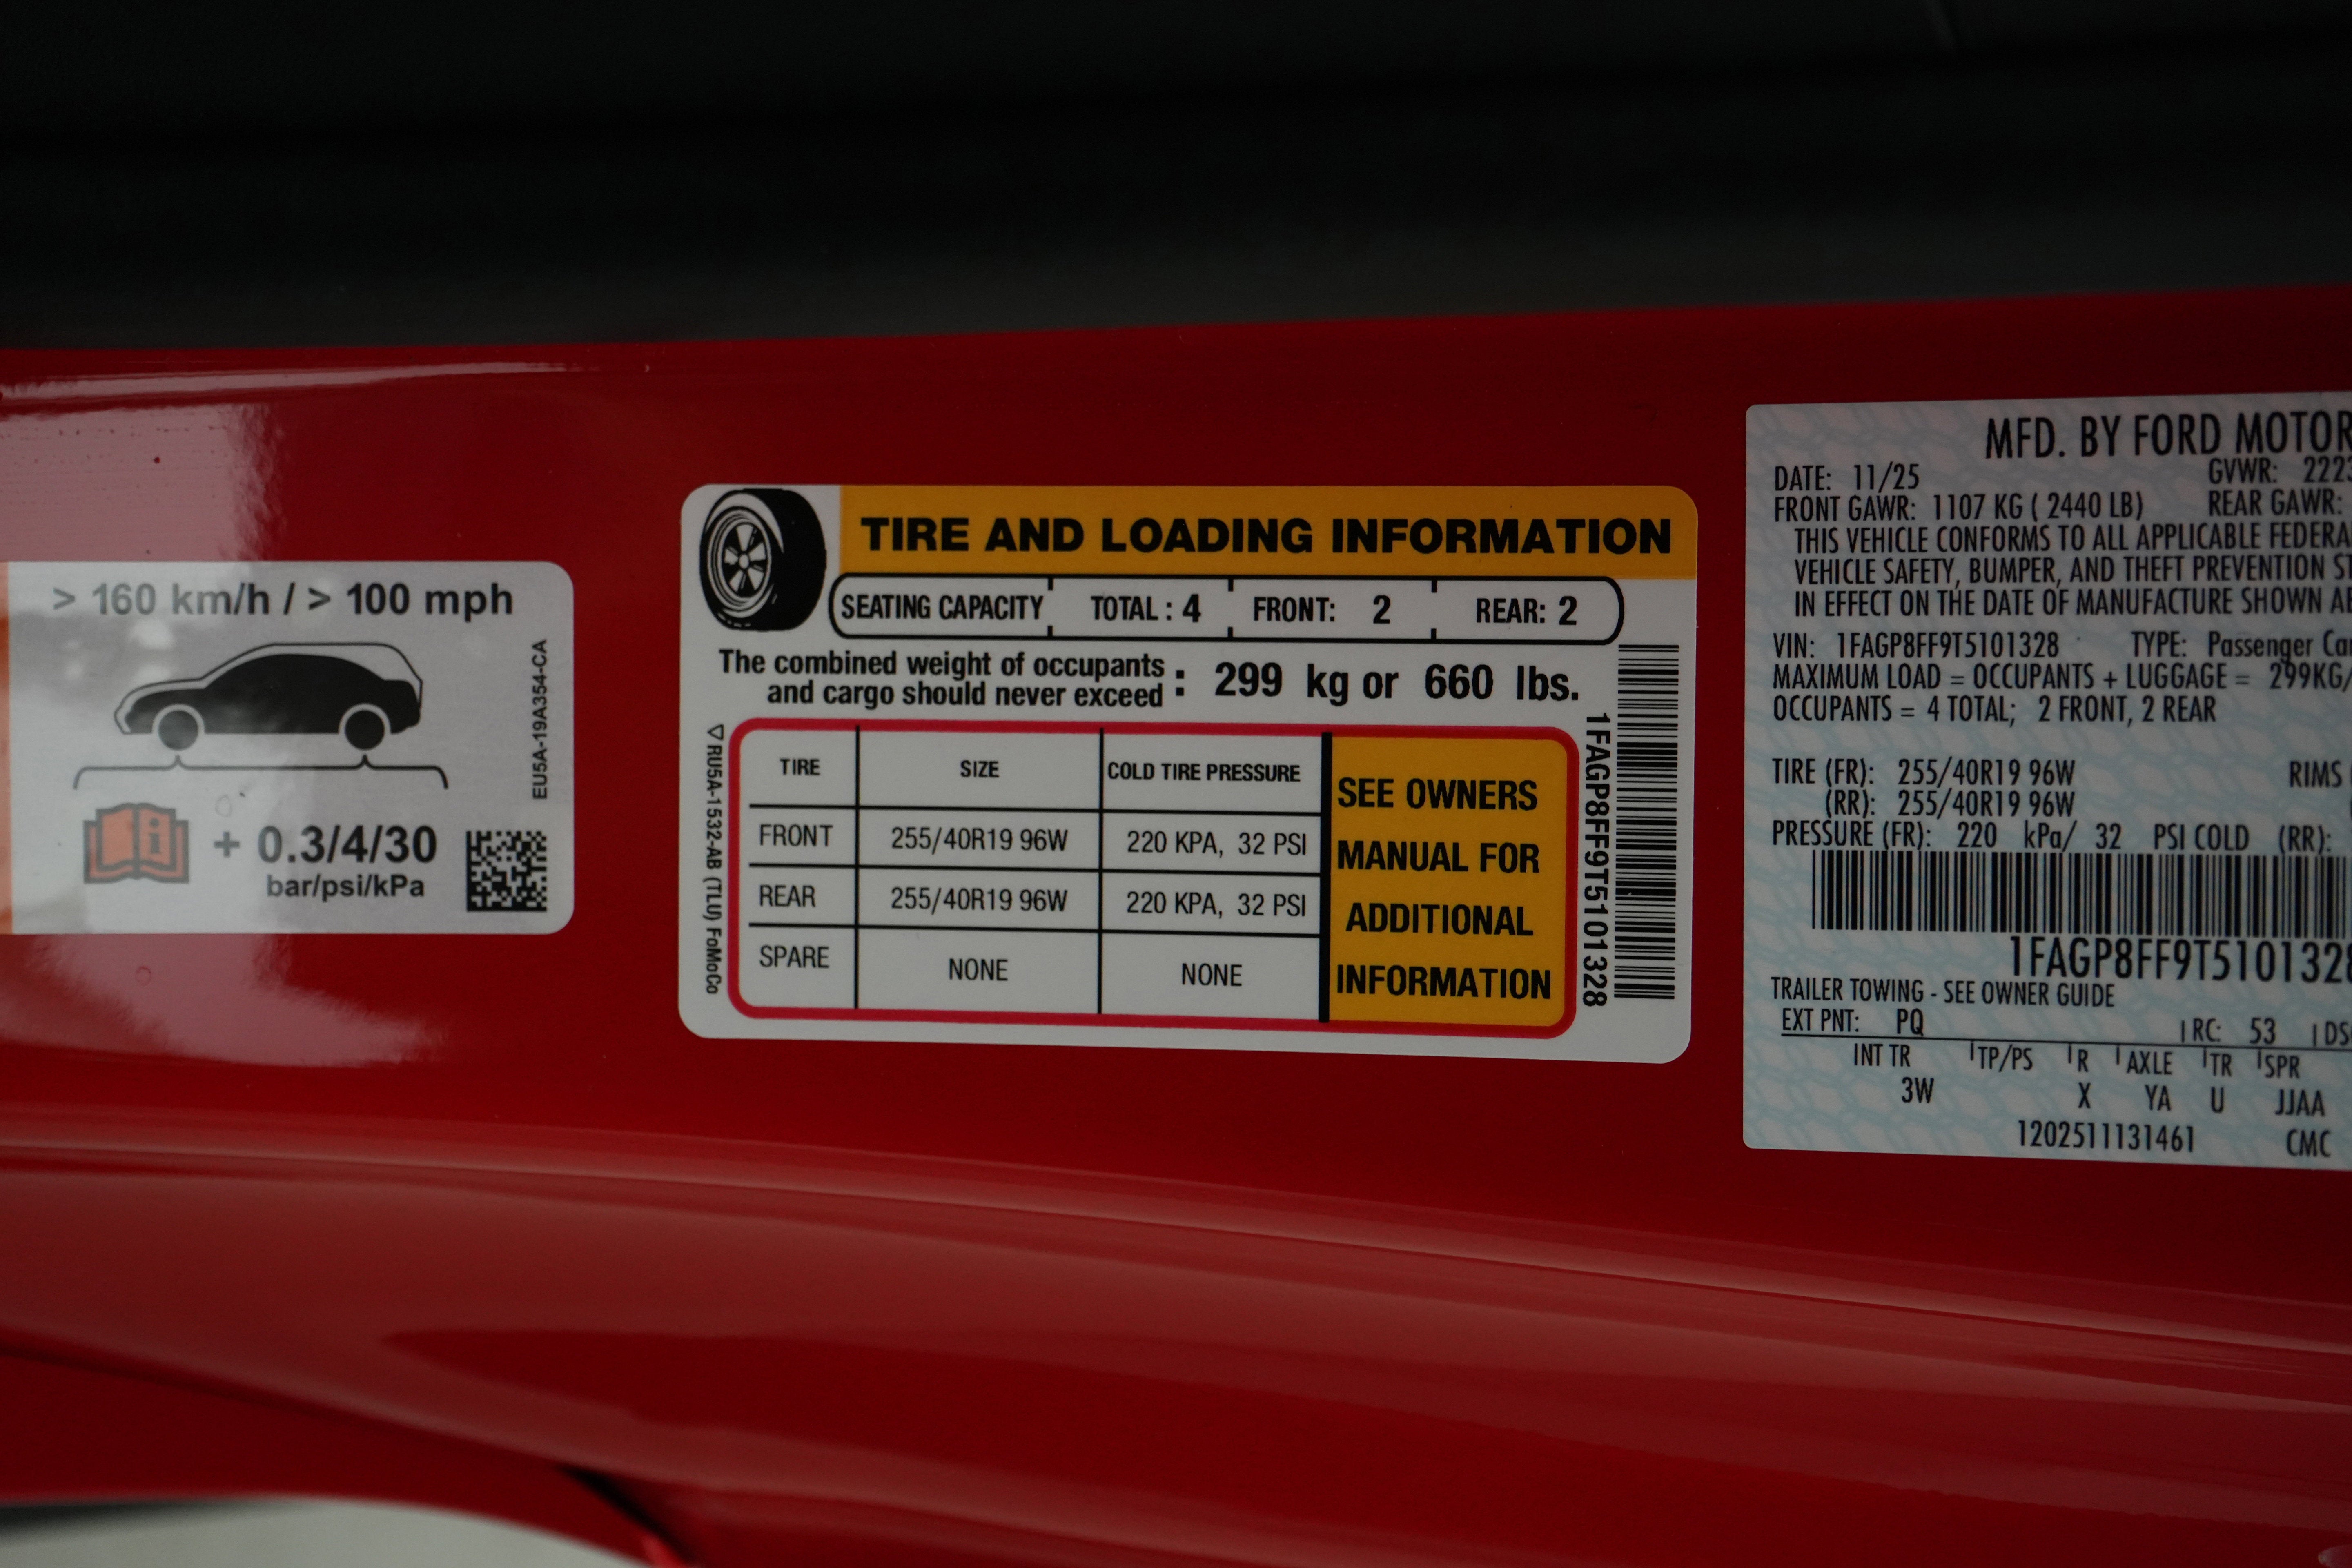 > 160 km/h / > 100 mph
EU5A-19A354-CA
+ 0.3/4/30
bar/psi/kPa
TIRE AND LOADING INFORMATION
SEATING CAPACITY TOTAL : 4 FRONT: 2 REAR: 2
The combined weight of occupants
and cargo should never exceed : 299 kg or 660 lbs.
RU5A-1532-AB (TLU) FoMoCo
TIRE SIZE COLD TIRE PRESSURE
FRONT 255/40R19 96W 220 KPA, 32 PSI
REAR 255/40R19 96W 220 KPA, 32 PSI
SPARE NONE NONE
SEE OWNERS
MANUAL FOR
ADDITIONAL
INFORMATION
1FAGP8FF9T5101328
MFD. BY FORD MOTOR
DATE: 11/25 GVWR: 2223
FRONT GAWR: 1107 KG ( 2440 LB) REAR GAWR:
THIS VEHICLE CONFORMS TO ALL APPLICABLE FEDERA
VEHICLE SAFETY, BUMPER, AND THEFT PREVENTION ST
IN EFFECT ON THE DATE OF MANUFACTURE SHOWN AB
VIN: 1FAGP8FF9T5101328 TYPE: Passenger Car
MAXIMUM LOAD = OCCUPANTS + LUGGAGE = 299KG/
OCCUPANTS = 4 TOTAL; 2 FRONT, 2 REAR
TIRE (FR): 255/40R19 96W RIMS
(RR): 255/40R19 96W
PRESSURE (FR): 220 kPa/ 32 PSI COLD (RR):
1FAGP8FF9T5101328
TRAILER TOWING - SEE OWNER GUIDE
EXT PNT: PQ RC: 53 DS
INT TR TP/PS R AXLE TR SPR
3W X YA U JJAA
1202511131461 CMC